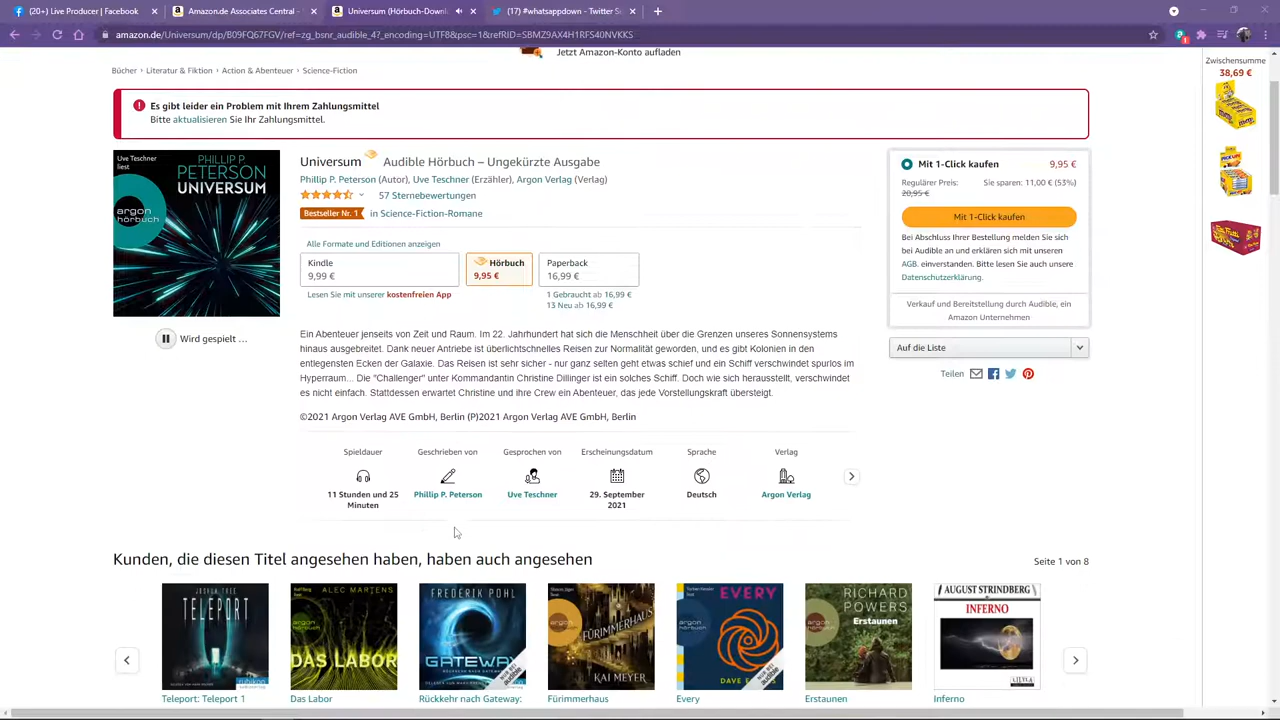 (20+) Live Producer | Facebook
Amazon Associates Central -
Universum (Hörbuch-Downl
(17) #whatsappdown - Twitter S
amazon.de/Universum/dp/B09FQ67FGV/ref=zg_bsnr_audible_4?_encoding=UTF8&psc=1&refRID=SBMZ9AX4H1RFS40NVKKS
Jetzt Amazon-Konto aufladen
Zwischensumme
38,69 €
Bücher › Literatur & Fiktion › Action & Abenteuer › Science-Fiction
Es gibt leider ein Problem mit Ihrem Zahlungsmittel
Bitte aktualisieren Sie Ihr Zahlungsmittel.
Uve Teschner
liest
PHILLIP P.
PETERSON
UNIVERSUM
argon
hörbuch
Wird gespielt ...
Universum Audible Hörbuch – Ungekürzte Ausgabe
Phillip P. Peterson (Autor), Uve Teschner (Erzähler), Argon Verlag (Verlag)
57 Sternebewertungen
Bestseller Nr. 1 in Science-Fiction-Romane
Alle Formate und Editionen anzeigen
Kindle
9,99 €
Hörbuch
9,95 €
Paperback
16,99 €
Lesen Sie mit unserer kostenfreien App
1 Gebraucht ab 16,99 €
13 Neu ab 16,99 €
Ein Abenteuer jenseits von Zeit und Raum. Im 22. Jahrhundert hat sich die Menschheit über die Grenzen unseres Sonnensystems
hinaus ausgebreitet. Dank neuer Antriebe ist überlichtschnelles Reisen zur Normalität geworden, und es gibt Kolonien in den
entlegensten Ecken der Galaxie. Das Reisen ist sehr sicher - nur ganz selten geht etwas schief und ein Schiff verschwindet spurlos im
Hyperraum... Die "Challenger" unter Kommandantin Christine Dillinger ist ein solches Schiff. Doch wie sich herausstellt, verschwindet
es nicht einfach. Stattdessen erwartet Christine und ihre Crew ein Abenteuer, das jede Vorstellungskraft übersteigt.
©2021 Argon Verlag AVE GmbH, Berlin (P)2021 Argon Verlag AVE GmbH, Berlin
Mit 1-Click kaufen 9,95 €
Regulärer Preis: Sie sparen: 11,00 € (53%)
20,95 €
Mit 1-Click kaufen
Bei Abschluss Ihrer Bestellung melden Sie sich
bei Audible an und erklären sich mit unseren
AGB. einverstanden. Bitte lesen Sie auch unsere
Datenschutzerklärung.
Verkauf und Bereitstellung durch Audible, ein
Amazon Unternehmen
Auf die Liste
Teilen
Spieldauer
11 Stunden und 25
Minuten
Geschrieben von
Phillip P. Peterson
Gesprochen von
Uve Teschner
Erscheinungsdatum
29. September
2021
Sprache
Deutsch
Verlag
Argon Verlag
Kunden, die diesen Titel angesehen haben, haben auch angesehen
Seite 1 von 8
TELEPORT
Teleport: Teleport 1
ALEC MARTENS
argon
hörbuch
DAS LABOR
Das Labor
FREDERIK POHL
GATEWAY
Rückkehr nach Gateway:
argon
hörbuch
FÜRIMMERHAUS
KAI MEYER
Fürimmerhaus
EVERY
argon
hörbuch
Every
RICHARD
POWERS
Erstaunen
argon
hörbuch
Erstaunen
AUGUST STRINDBERG
INFERNO
Inferno